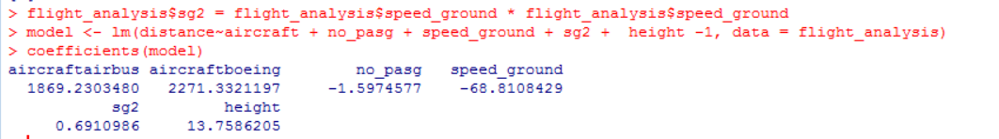 > flight_analysis$sg2 = flight_analysis$speed_ground * flight_analysis$speed_ground
> model <- lm(distance~aircraft + no_pasg + speed_ground + sg2 +  height -1, data = flight_analysis)
> coefficients(model)
aircraftairbus aircraftboeing        no_pasg   speed_ground
  1869.2303480   2271.3321197     -1.5974577    -68.8108429
           sg2         height
     0.6910986     13.7586205